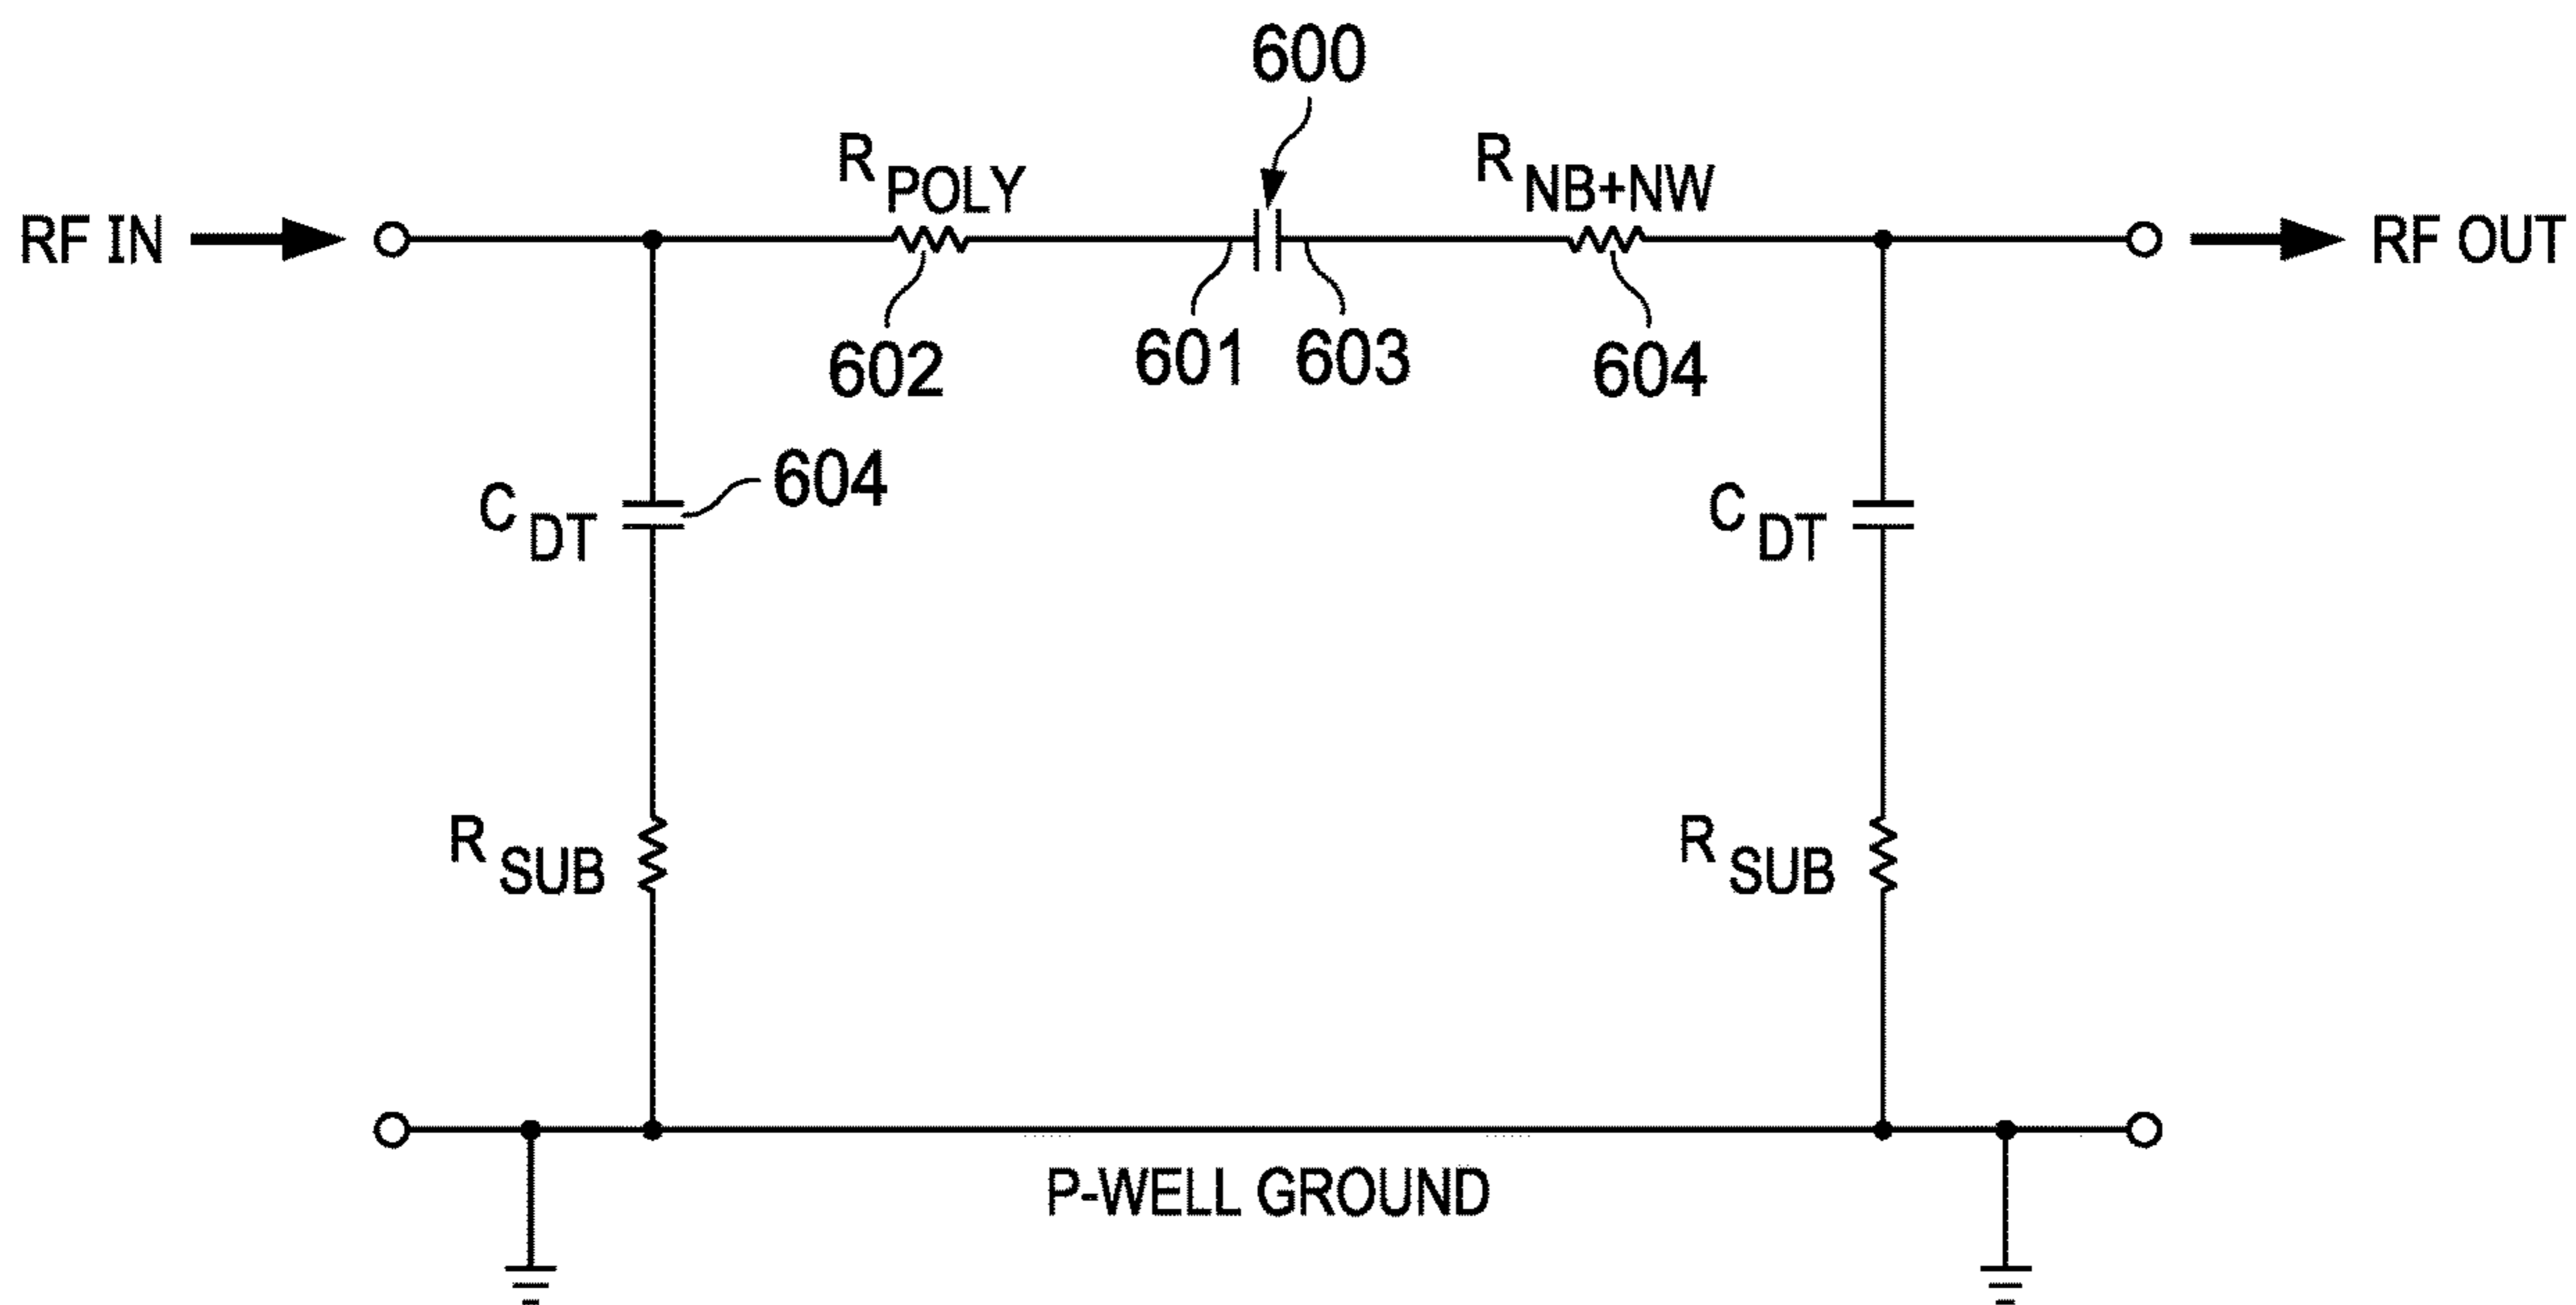 600
R POLY
R NB+NW
RF IN
RF OUT
602
601
603
604
C DT
604
C DT
R SUB
R SUB
P-WELL GROUND